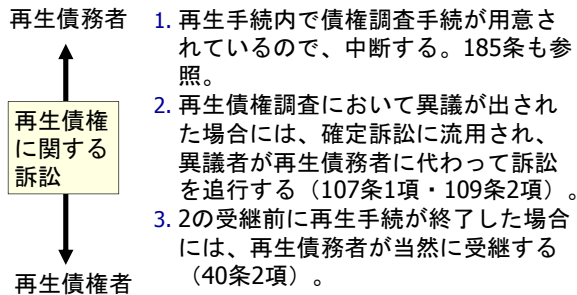 再生債務者
再生債権
に関する
訴訟
再生債権者
1. 再生手続内で債権調査手続が用意さ
れているので、中断する。185条も参
照。
2. 再生債権調査において異議が出され
た場合には、確定訴訟に流用され、
異議者が再生債務者に代わって訴訟
を追行する（107条1項・109条2項）。
3. 2の受継前に再生手続が終了した場合
には、再生債務者が当然に受継する
（40条2項）。